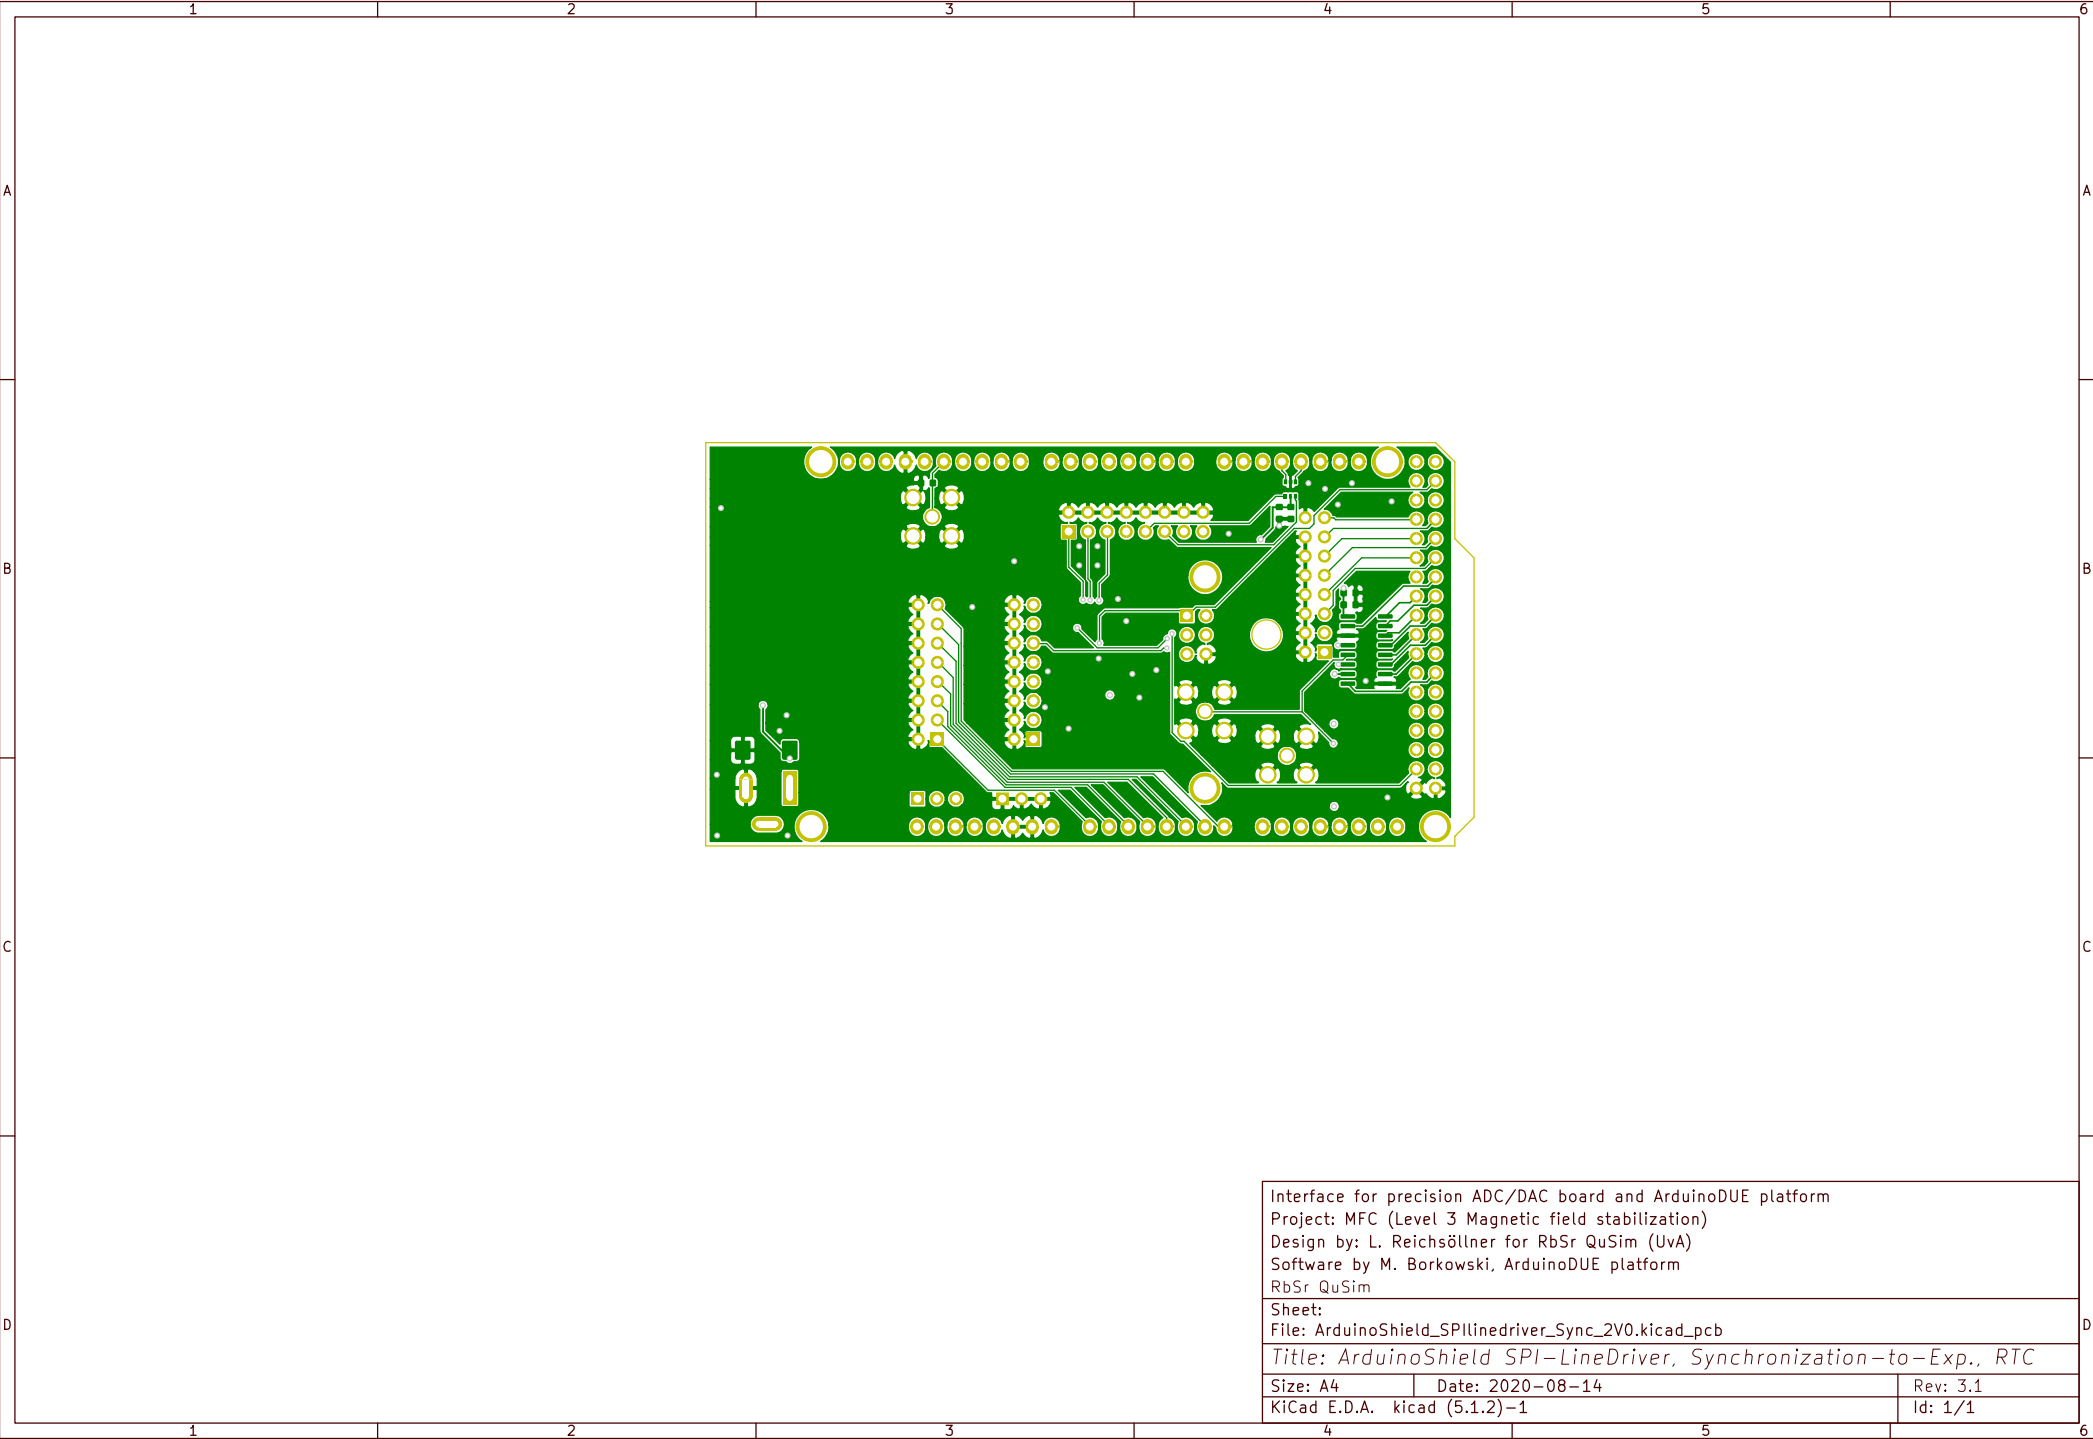 1 2 3 4 5 6
A A
B B
C C
D D
Interface for precision ADC/DAC board and ArduinoDUE platform
Project: MFC (Level 3 Magnetic field stabilization)
Design by: L. Reichsöllner for RbSr QuSim (UvA)
Software by M. Borkowski, ArduinoDUE platform
RbSr QuSim
Sheet:
File: ArduinoShield_SPIlinedriver_Sync_2V0.kicad_pcb
Title: ArduinoShield SPI-LineDriver, Synchronization-to-Exp., RTC
Size: A4 Date: 2020-08-14 Rev: 3.1
KiCad E.D.A. kicad (5.1.2)-1 Id: 1/1
1 2 3 4 5 6